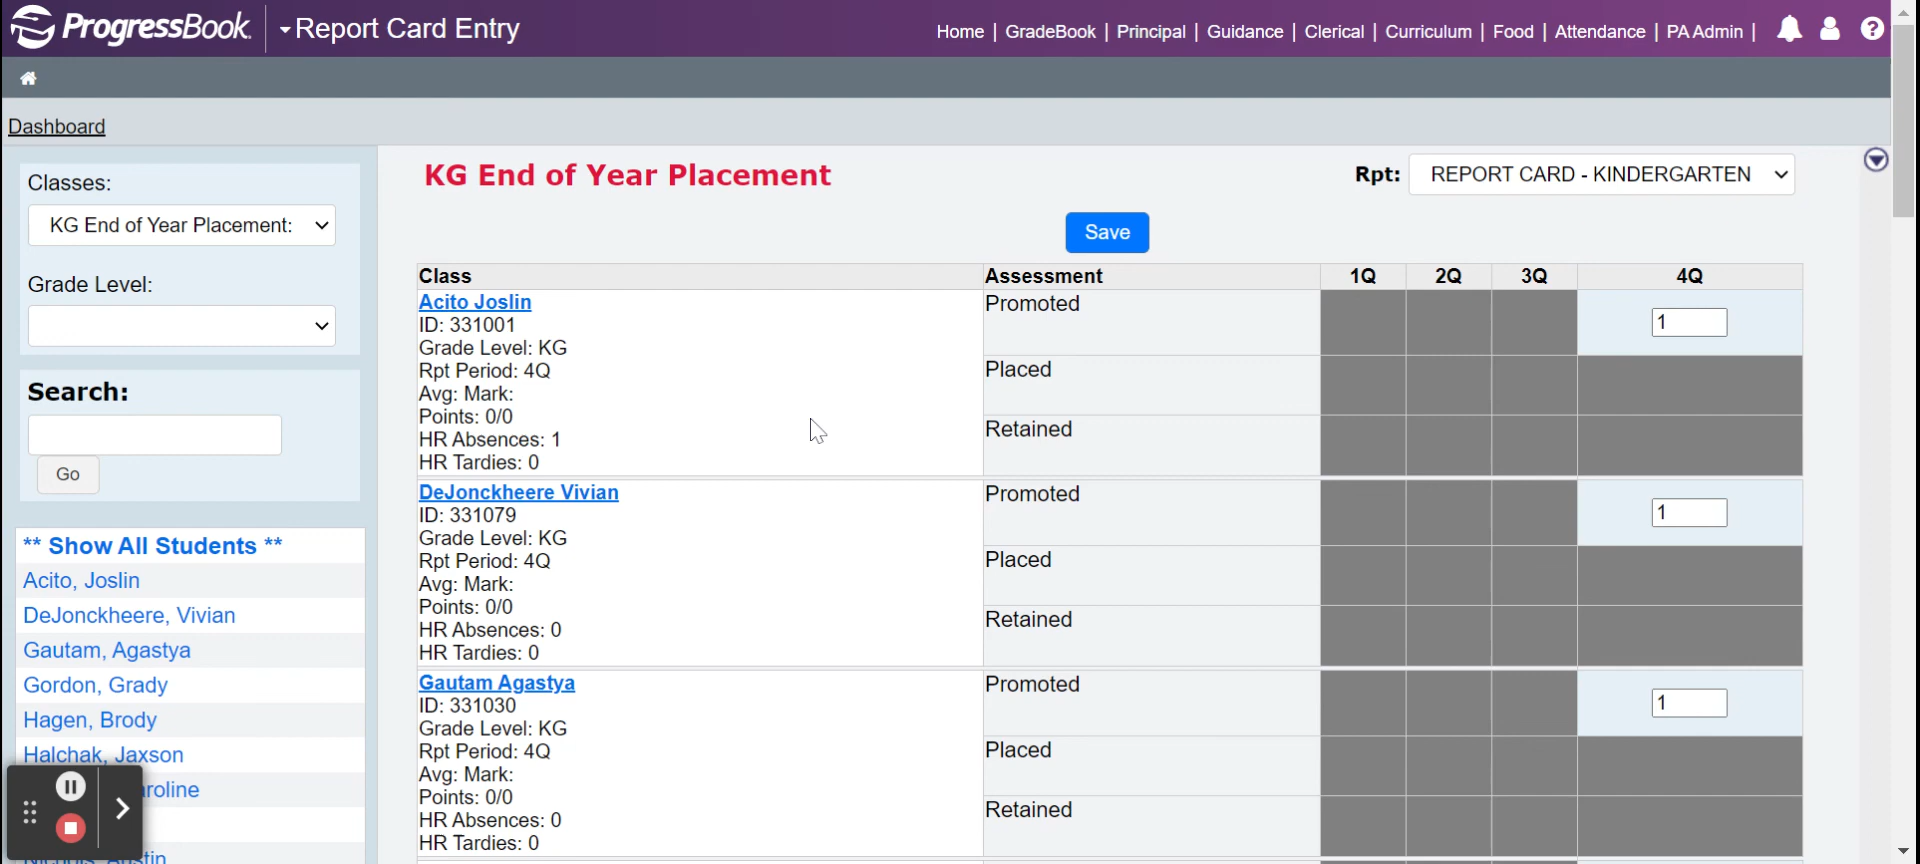 ProgressBook
Report Card Entry
Home | GradeBook | Principal | Guidance | Clerical | Curriculum | Food | Attendance | PA Admin |
Dashboard
Classes:
KG End of Year Placement:
Grade Level:
Search:
Go
** Show All Students **
Acito, Joslin
DeJonckheere, Vivian
Gautam, Agastya
Gordon, Grady
Hagen, Brody
Halchak, Jaxson
KG End of Year Placement
Rpt: REPORT CARD - KINDERGARTEN
Save
Class Assessment 1Q 2Q 3Q 4Q
Acito Joslin
ID: 331001
Grade Level: KG
Rpt Period: 4Q
Avg: Mark:
Points: 0/0
HR Absences: 1
HR Tardies: 0
Promoted 1
Placed
Retained
DeJonckheere Vivian
ID: 331079
Grade Level: KG
Rpt Period: 4Q
Avg: Mark:
Points: 0/0
HR Absences: 0
HR Tardies: 0
Promoted 1
Placed
Retained
Gautam Agastya
ID: 331030
Grade Level: KG
Rpt Period: 4Q
Avg: Mark:
Points: 0/0
HR Absences: 0
HR Tardies: 0
Promoted 1
Placed
Retained